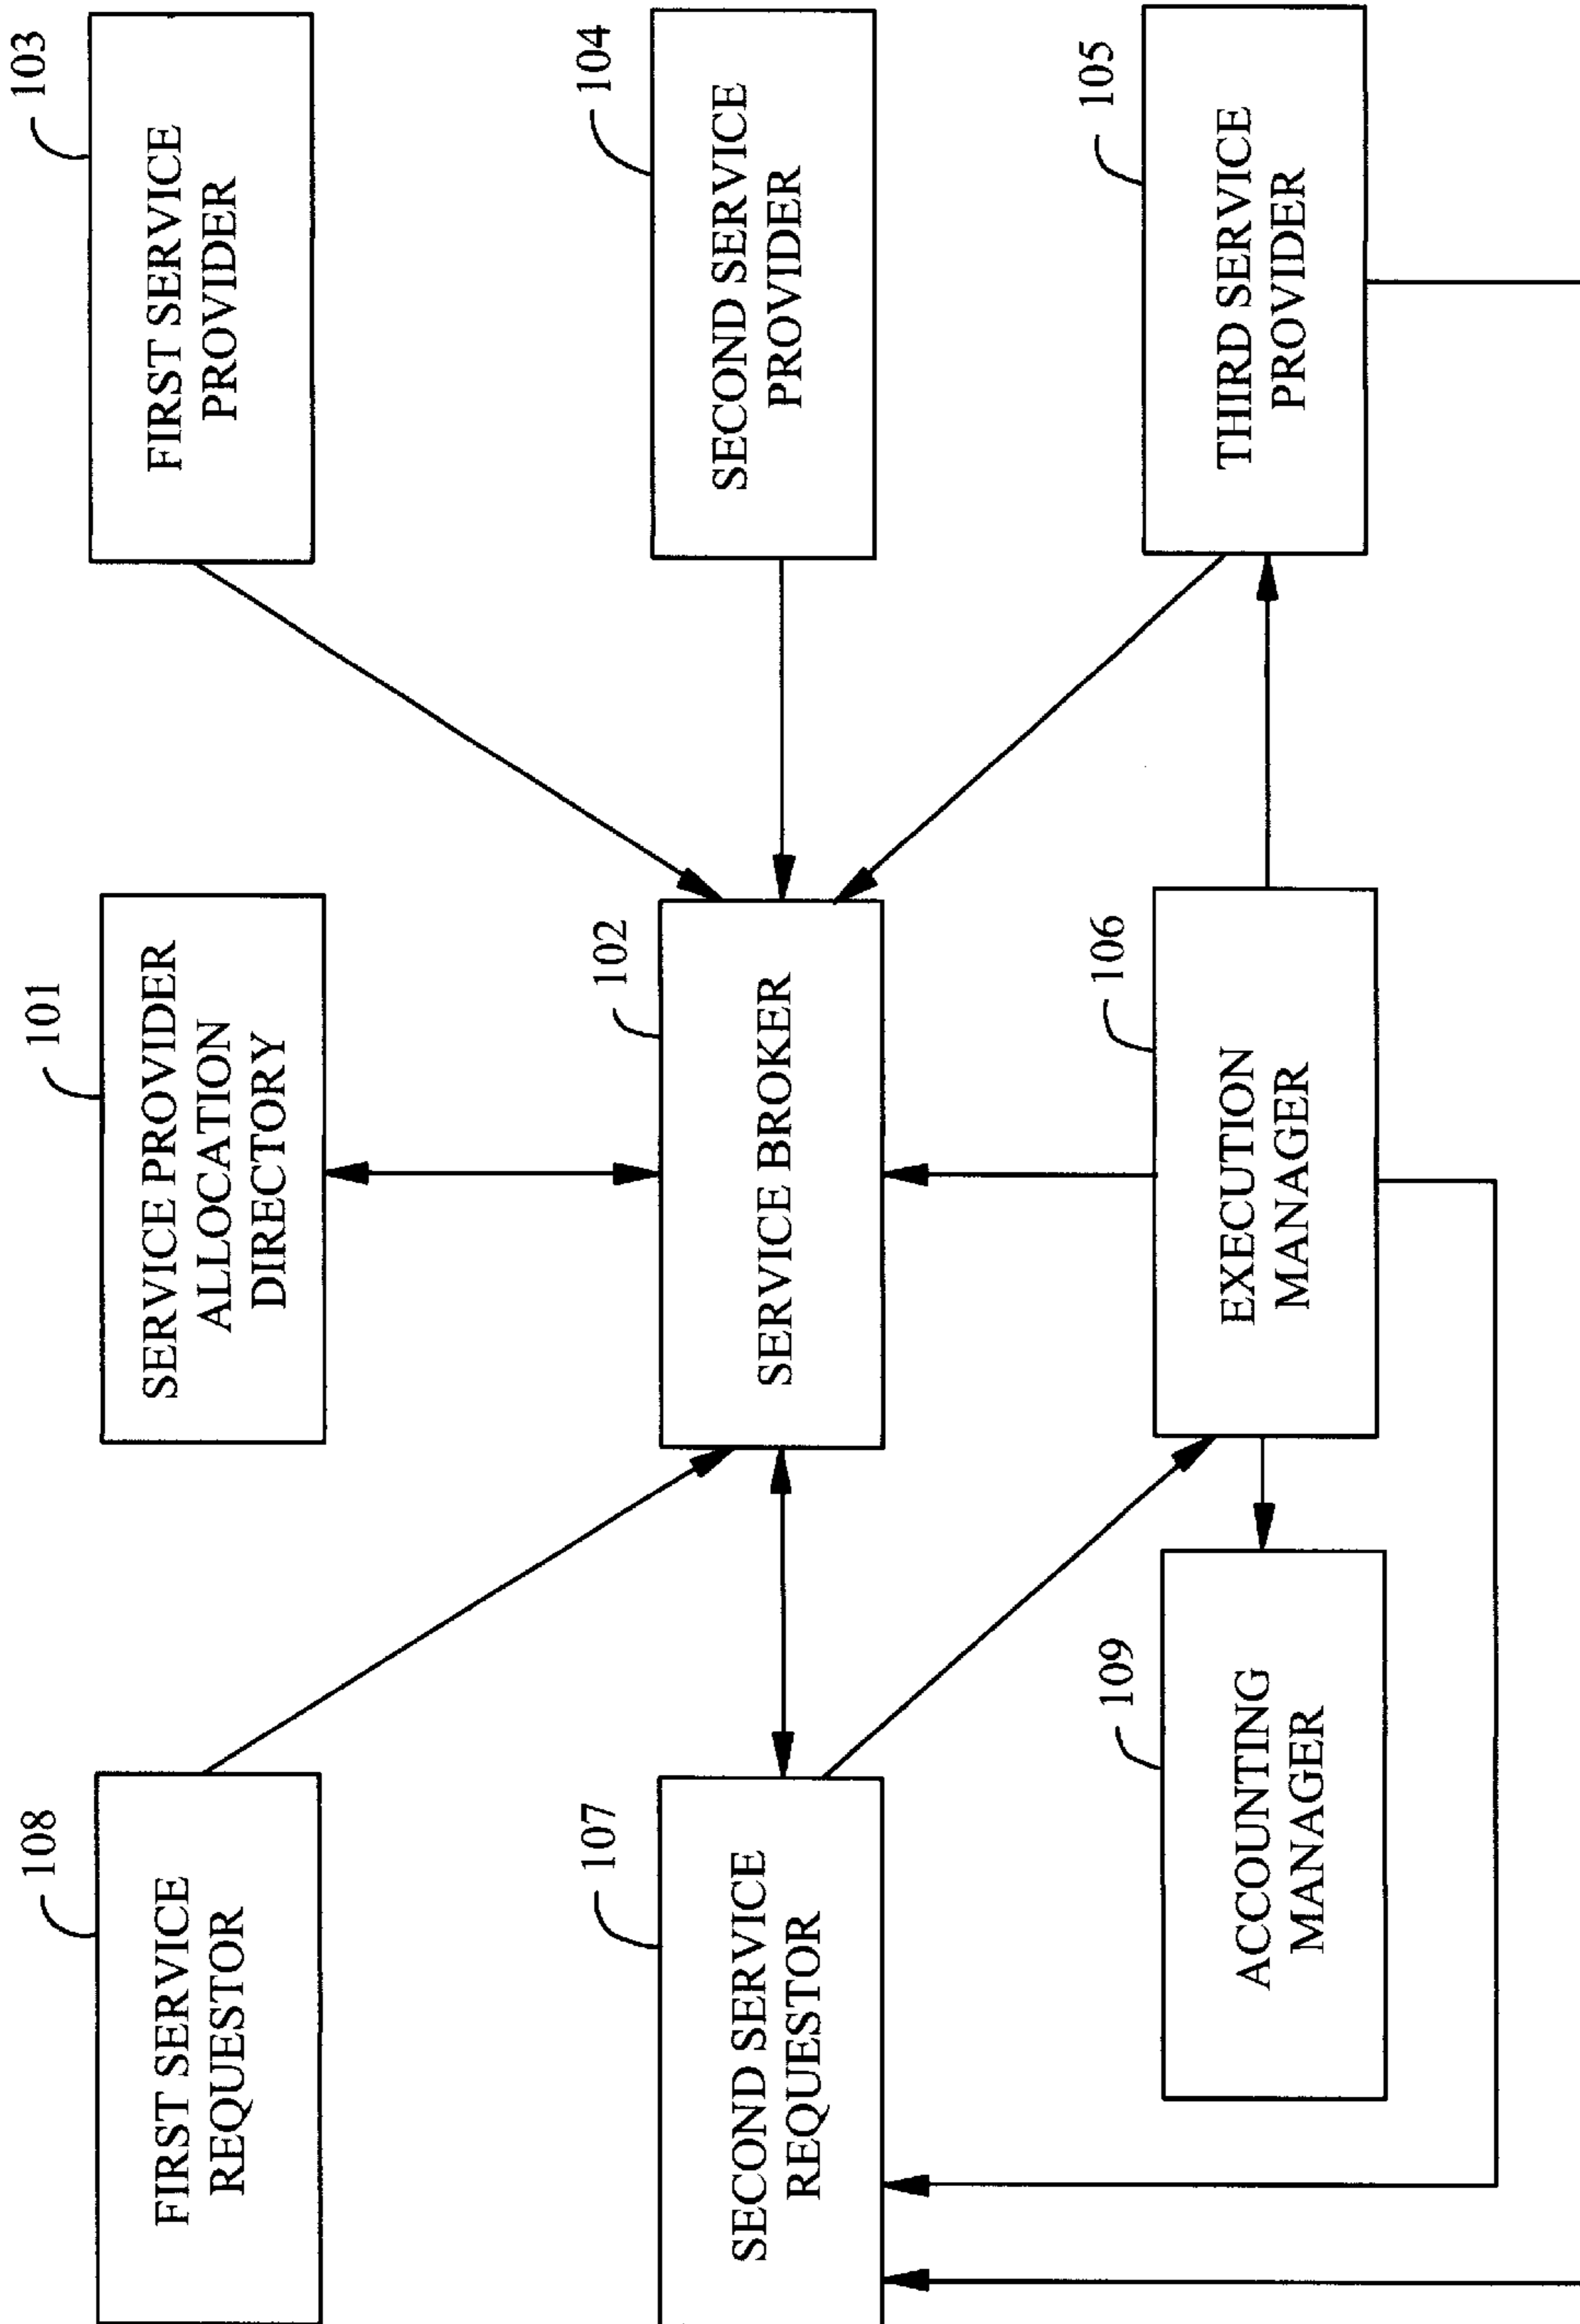 108
FIRST SERVICE
REQUESTOR
101
SERVICE PROVIDER
ALLOCATION
DIRECTORY
103
FIRST SERVICE
PROVIDER
107
SECOND SERVICE
REQUESTOR
102
SERVICE BROKER
104
SECOND SERVICE
PROVIDER
109
ACCOUNTING
MANAGER
106
EXECUTION
MANAGER
105
THIRD SERVICE
PROVIDER